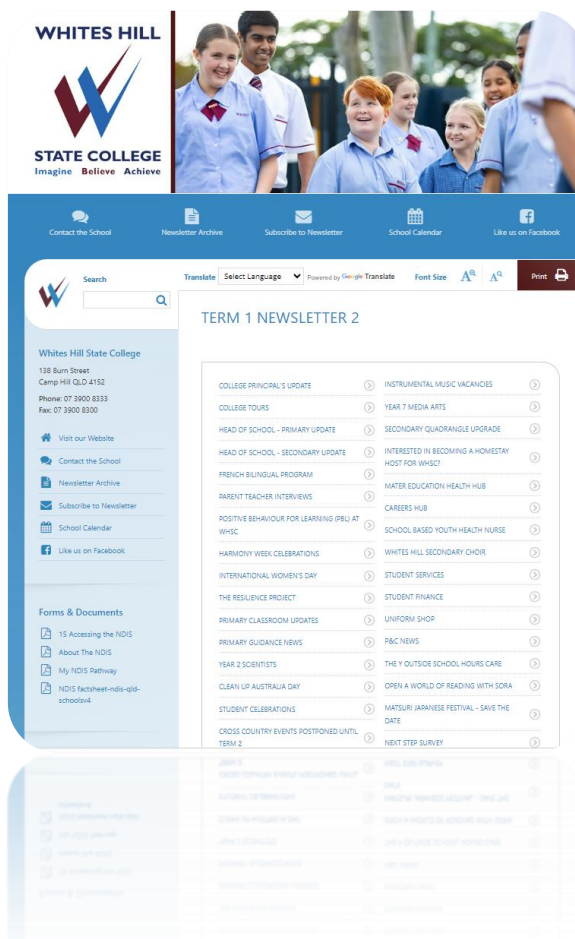 WHITES HILL
STATE COLLEGE
Imagine Believe Achieve
Contact the School
Newsletter Archive
Subscribe to Newsletter
School Calendar
Like us on Facebook
Search
Translate Select Language Powered by Google Translate Font Size A A Print
TERM 1 NEWSLETTER 2
Whites Hill State College
138 Burn Street
Camp Hill QLD 4152
Phone: 07 3900 8333
Fax: 07 3900 8300
Visit our Website
Contact the School
Newsletter Archive
Subscribe to Newsletter
School Calendar
Like us on Facebook
Forms & Documents
15 Accessing the NDIS
About The NDIS
My NDIS Pathway
NDIS factsheet-ndis-qld-
schoolsv4
COLLEGE PRINCIPAL'S UPDATE
COLLEGE TOURS
HEAD OF SCHOOL - PRIMARY UPDATE
HEAD OF SCHOOL - SECONDARY UPDATE
FRENCH BILINGUAL PROGRAM
PARENT TEACHER INTERVIEWS
POSITIVE BEHAVIOUR FOR LEARNING (PBL) AT
WHSC
HARMONY WEEK CELEBRATIONS
INTERNATIONAL WOMEN'S DAY
THE RESILIENCE PROJECT
PRIMARY CLASSROOM UPDATES
PRIMARY GUIDANCE NEWS
YEAR 2 SCIENTISTS
CLEAN UP AUSTRALIA DAY
STUDENT CELEBRATIONS
CROSS COUNTRY EVENTS POSTPONED UNTIL
TERM 2
INSTRUMENTAL MUSIC VACANCIES
YEAR 7 MEDIA ARTS
SECONDARY QUADRANGLE UPGRADE
INTERESTED IN BECOMING A HOMESTAY
HOST FOR WHSC?
MATER EDUCATION HEALTH HUB
CAREERS HUB
SCHOOL BASED YOUTH HEALTH NURSE
WHITES HILL SECONDARY CHOIR
STUDENT SERVICES
STUDENT FINANCE
UNIFORM SHOP
P&C NEWS
THE Y OUTSIDE SCHOOL HOURS CARE
OPEN A WORLD OF READING WITH SORA
MATSURI JAPANESE FESTIVAL - SAVE THE
DATE
NEXT STEP SURVEY